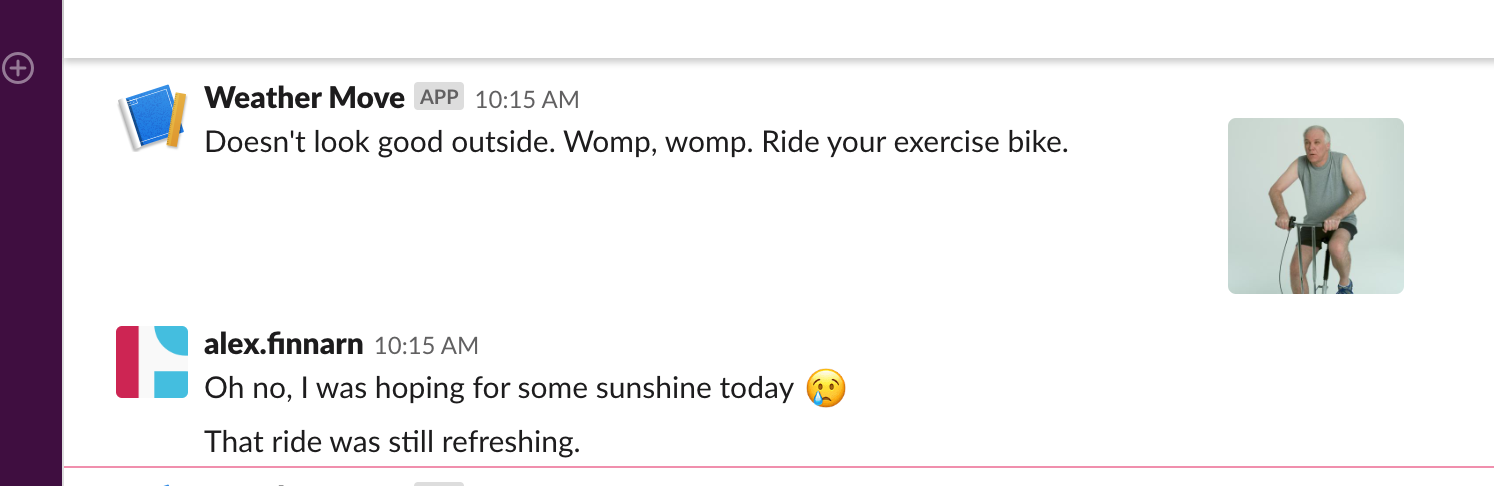 Weather Move APP 10:15 AM
Doesn't look good outside. Womp, womp. Ride your exercise bike.
alex.finnarn 10:15 AM
Oh no, I was hoping for some sunshine today 😢
That ride was still refreshing.